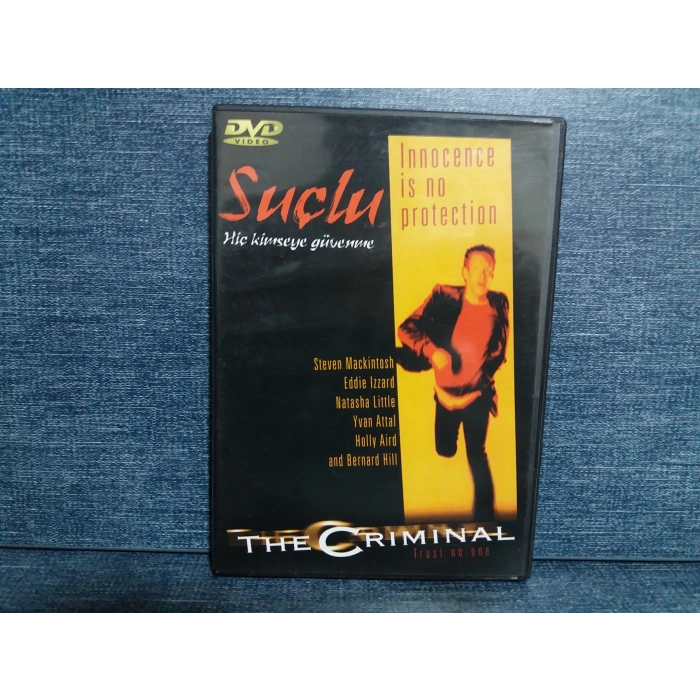 DVD
VIDEO
Suçlu
Hiç kimseye güvenme
Innocence
is no
protection
Steven Mackintosh
Eddie Izzard
Natasha Little
Yvan Attal
Holly Aird
and Bernard Hill
THE CRIMINAL
Trust no-one